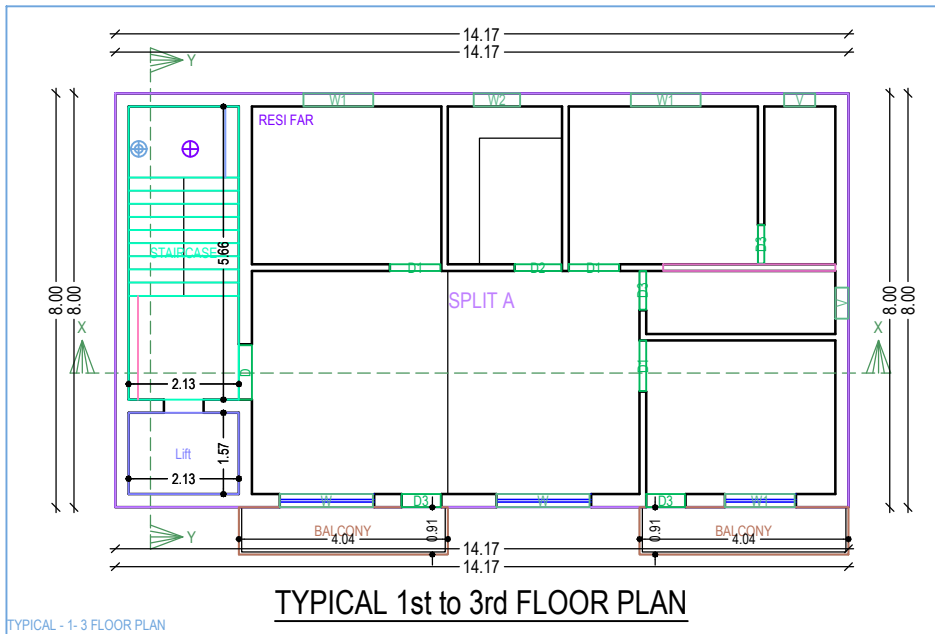 14.17
14.17
Y
W1
W2
W1
V
RESI FAR
8.00
8.00
8.00
8.00
STAIRCASE
5.66
D3
D1
D2
D1
SPLIT A
D3
V
X
X
D
D1
2.13
Lift
1.57
2.13
W
D3
W
D3
W1
BALCONY
4.04
0.91
0.91
BALCONY
4.04
Y
14.17
14.17
TYPICAL 1st to 3rd FLOOR PLAN
TYPICAL - 1- 3 FLOOR PLAN